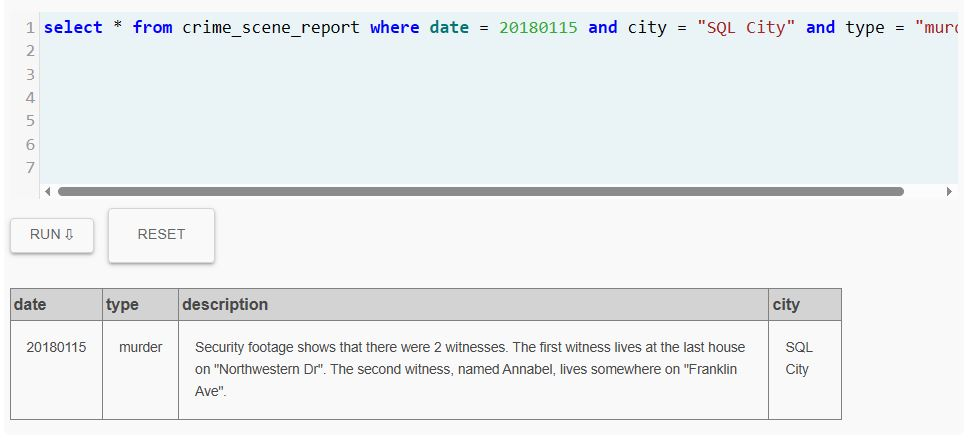 1 select * from crime_scene_report where date = 20180115 and city = "SQL City" and type = "murd
2
3
4
5
6
7
RUN ⇩ RESET
date type description city
20180115 murder Security footage shows that there were 2 witnesses. The first witness lives at the last house SQL
on "Northwestern Dr". The second witness, named Annabel, lives somewhere on "Franklin City
Ave".